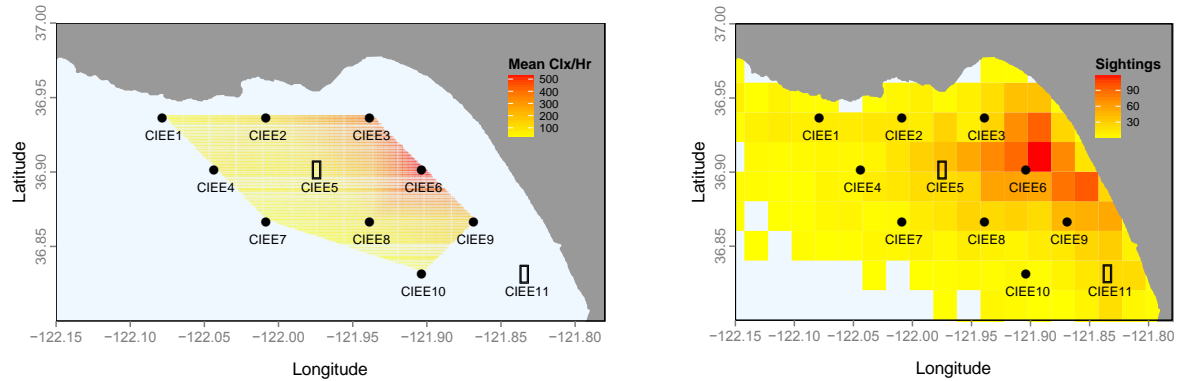 37.00
36.95
36.90
36.85
Latitude
Mean Clx/Hr
500
400
300
200
100
CIEE1
CIEE2
CIEE3
CIEE4
CIEE5
CIEE6
CIEE7
CIEE8
CIEE9
CIEE10
CIEE11
−122.15
−122.10
−122.05
−122.00
−121.95
−121.90
−121.85
−121.80
Longitude
37.00
36.95
36.90
36.85
Latitude
Sightings
90
60
30
CIEE1
CIEE2
CIEE3
CIEE4
CIEE5
CIEE6
CIEE7
CIEE8
CIEE9
CIEE10
CIEE11
−122.15
−122.10
−122.05
−122.00
−121.95
−121.90
−121.85
−121.80
Longitude